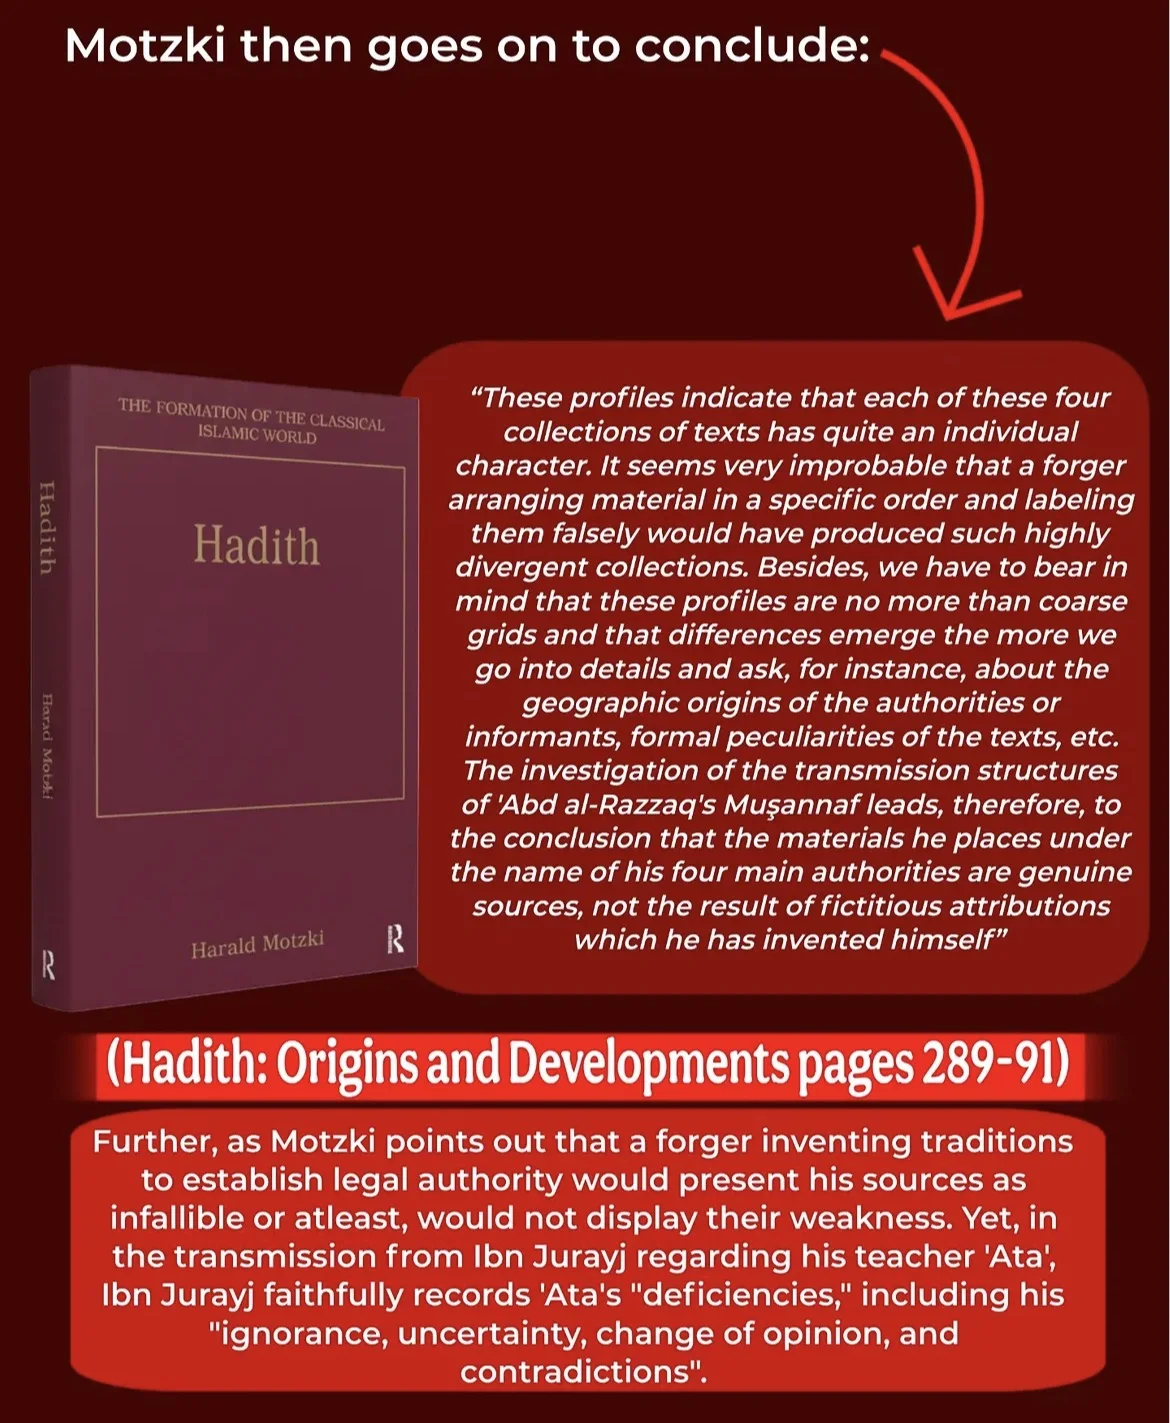 Motzki then goes on to conclude:
THE FORMATION OF THE CLASSICAL
ISLAMIC WORLD
Hadith
Harald Motzki
R
Hadith
Harad Motzki
R
“These profiles indicate that each of these four
collections of texts has quite an individual
character. It seems very improbable that a forger
arranging material in a specific order and labeling
them falsely would have produced such highly
divergent collections. Besides, we have to bear in
mind that these profiles are no more than coarse
grids and that differences emerge the more we
go into details and ask, for instance, about the
geographic origins of the authorities or
informants, formal peculiarities of the texts, etc.
The investigation of the transmission structures
of 'Abd al-Razzaq's Muşannaf leads, therefore, to
the conclusion that the materials he places under
the name of his four main authorities are genuine
sources, not the result of fictitious attributions
which he has invented himself”
(Hadith: Origins and Developments pages 289-91)
Further, as Motzki points out that a forger inventing traditions
to establish legal authority would present his sources as
infallible or atleast, would not display their weakness. Yet, in
the transmission from Ibn Jurayj regarding his teacher 'Ata',
Ibn Jurayj faithfully records 'Ata's "deficiencies," including his
"ignorance, uncertainty, change of opinion, and
contradictions".